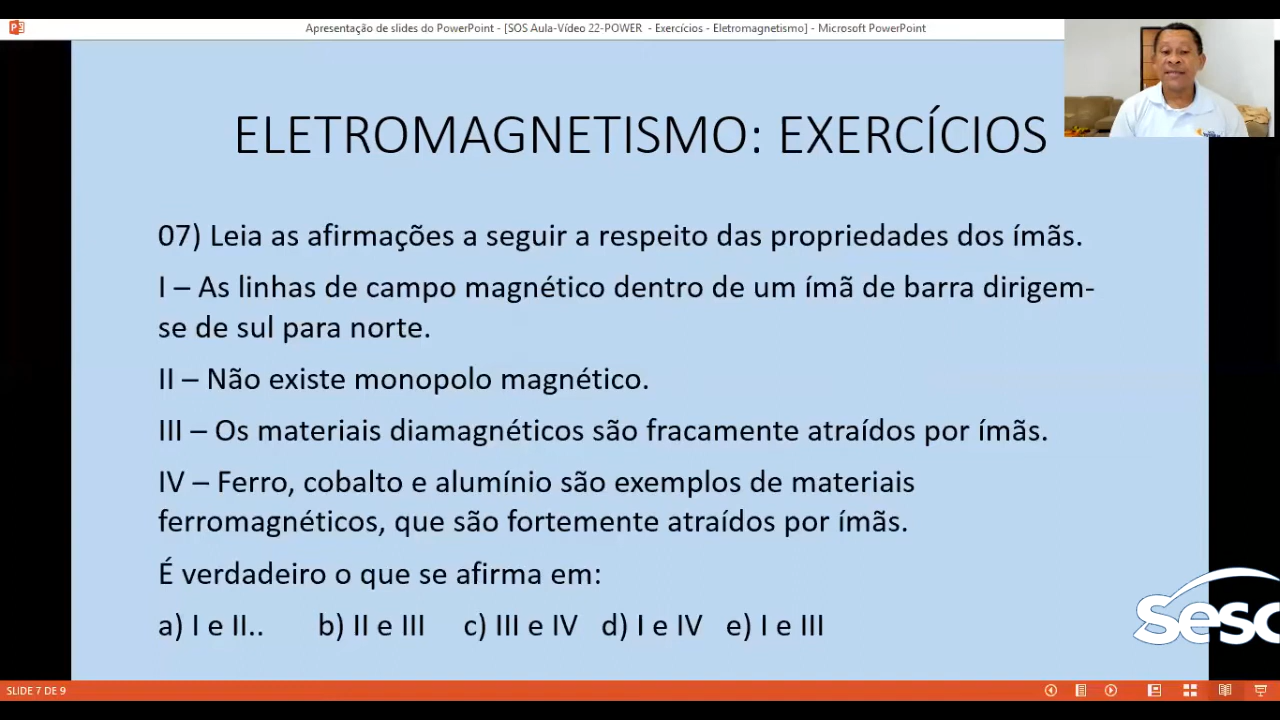 Apresentação de slides do PowerPoint - [SOS Aula-Vídeo 22-POWER - Exercícios - Eletromagnetismo] - Microsoft PowerPoint
ELETROMAGNETISMO: EXERCÍCIOS
07) Leia as afirmações a seguir a respeito das propriedades dos ímãs.
I – As linhas de campo magnético dentro de um ímã de barra dirigem-
se de sul para norte.
II – Não existe monopolo magnético.
III – Os materiais diamagnéticos são fracamente atraídos por ímãs.
IV – Ferro, cobalto e alumínio são exemplos de materiais
ferromagnéticos, que são fortemente atraídos por ímãs.
É verdadeiro o que se afirma em:
a) I e II.. b) II e III c) III e IV d) I e IV e) I e III
Sesc
SLIDE 7 DE 9